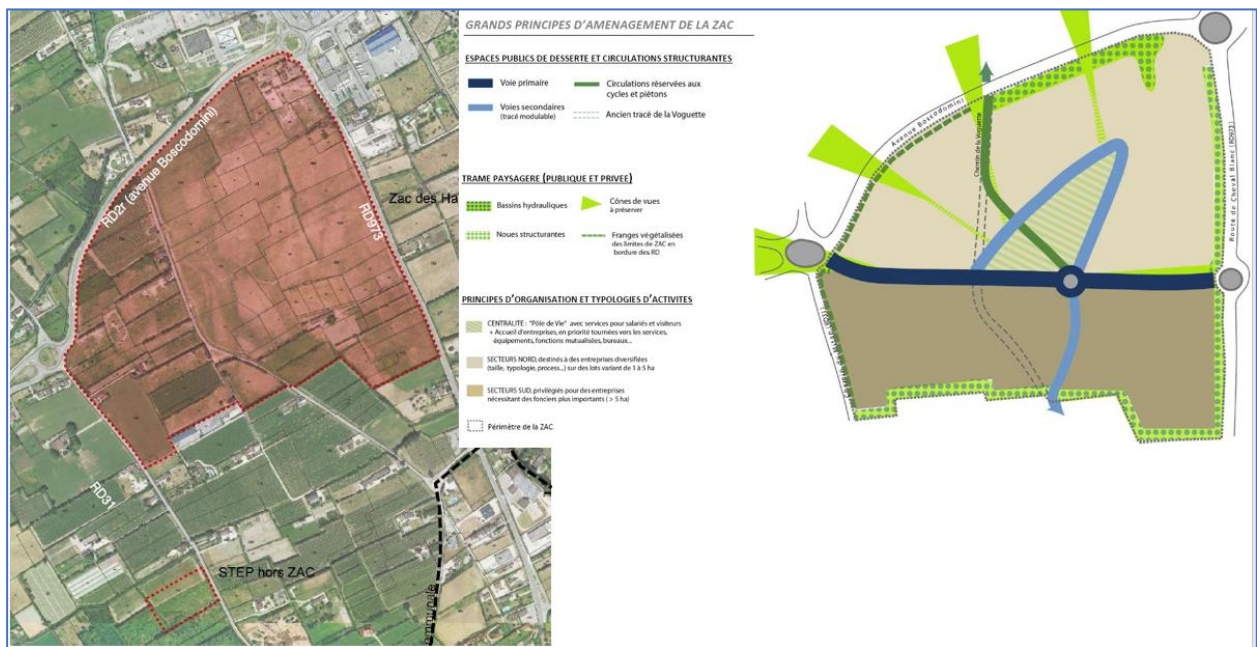 RD2r (avenue Boscodomini)
Zac des Ha
RD973
RD31
STEP hors ZAC
GRANDS PRINCIPES D'AMENAGEMENT DE LA ZAC
ESPACES PUBLICS DE DESSERTE ET CIRCULATIONS STRUCTURANTES
Voie primaire
Voies secondaires
(tracé modulable)
Circulations réservées aux
cycles et piétons
Ancien tracé de la Voguette
TRAME PAYSAGERE (PUBLIQUE ET PRIVEE)
Bassins hydrauliques
Noues structurantes
Cônes de vues
à préserver
Franges végétalisées
des limites de ZAC en
bordure des RD
PRINCIPES D'ORGANISATION ET TYPOLOGIES D'ACTIVITES
CENTRALITE : "Pôle de Vie" avec services pour salariés et visiteurs
+ Accueil d'entreprises, en priorité tournées vers les services,
équipements, fonctions mutualisées, bureaux...
SECTEURS NORD, destinés à des entreprises diversifiées
(taille, typologie, process...) sur des lots variant de 1 à 5 ha
SECTEURS SUD, privilégiés pour des entreprises
nécessitant des fonciers plus importants ( > 5 ha)
Périmètre de la ZAC
Avenue Boscodomini
Chemin de la Voguette
Route de Cheval Blanc (RD973)